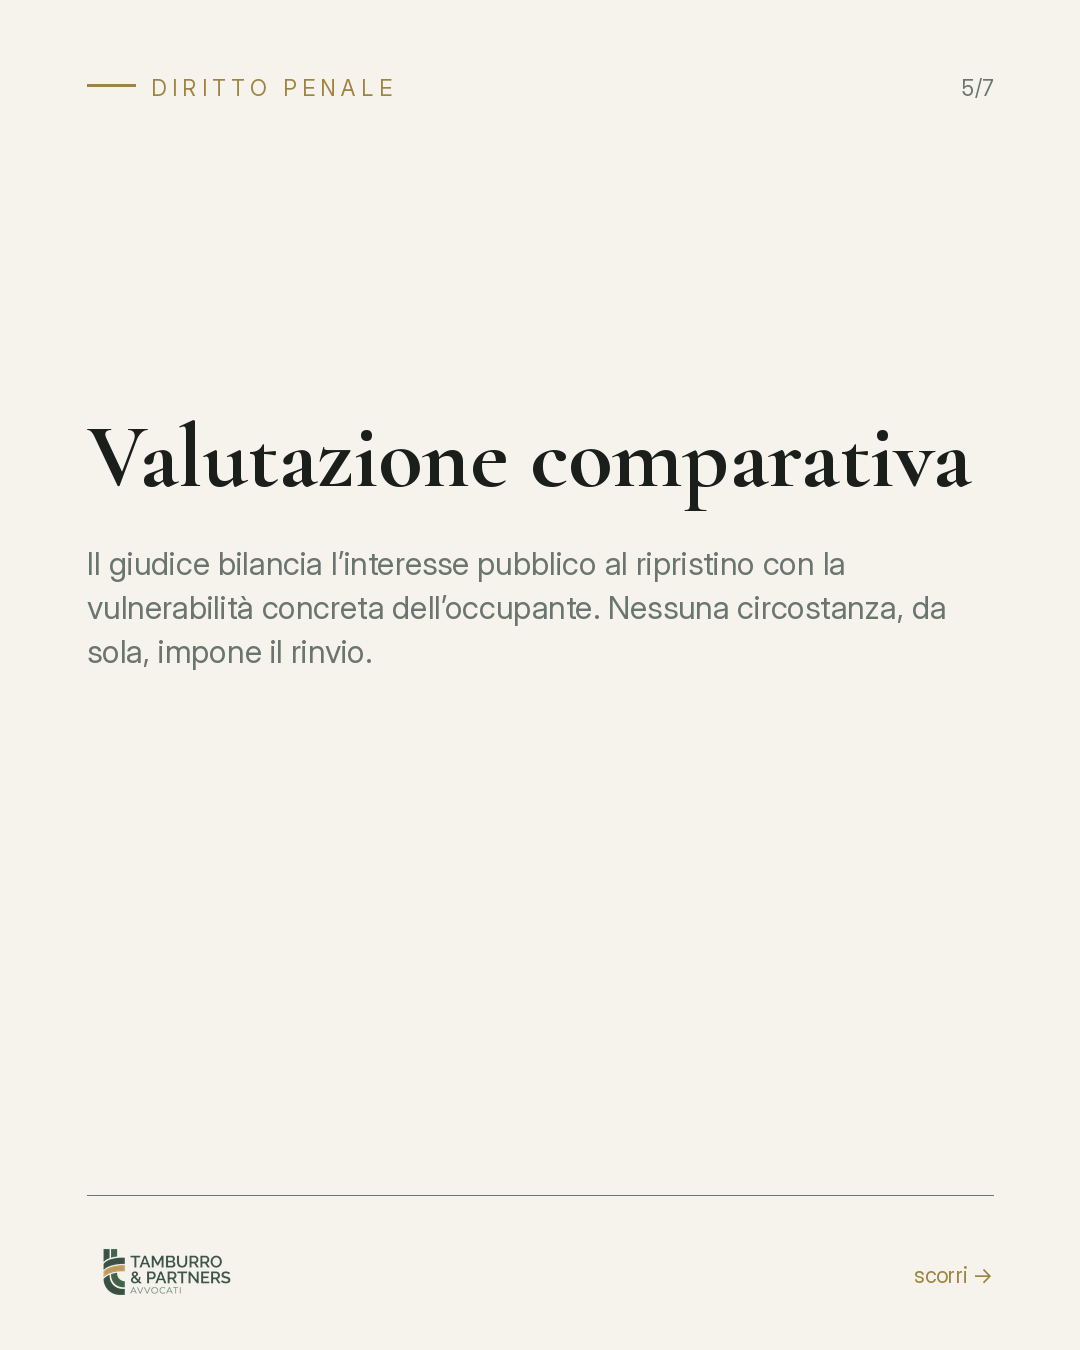 DIRITTO PENALE
5/7
Valutazione comparativa
Il giudice bilancia l’interesse pubblico al ripristino con la
vulnerabilità concreta dell’occupante. Nessuna circostanza, da
sola, impone il rinvio.
TAMBURRO
& PARTNERS
AVVOCATI
scorri →